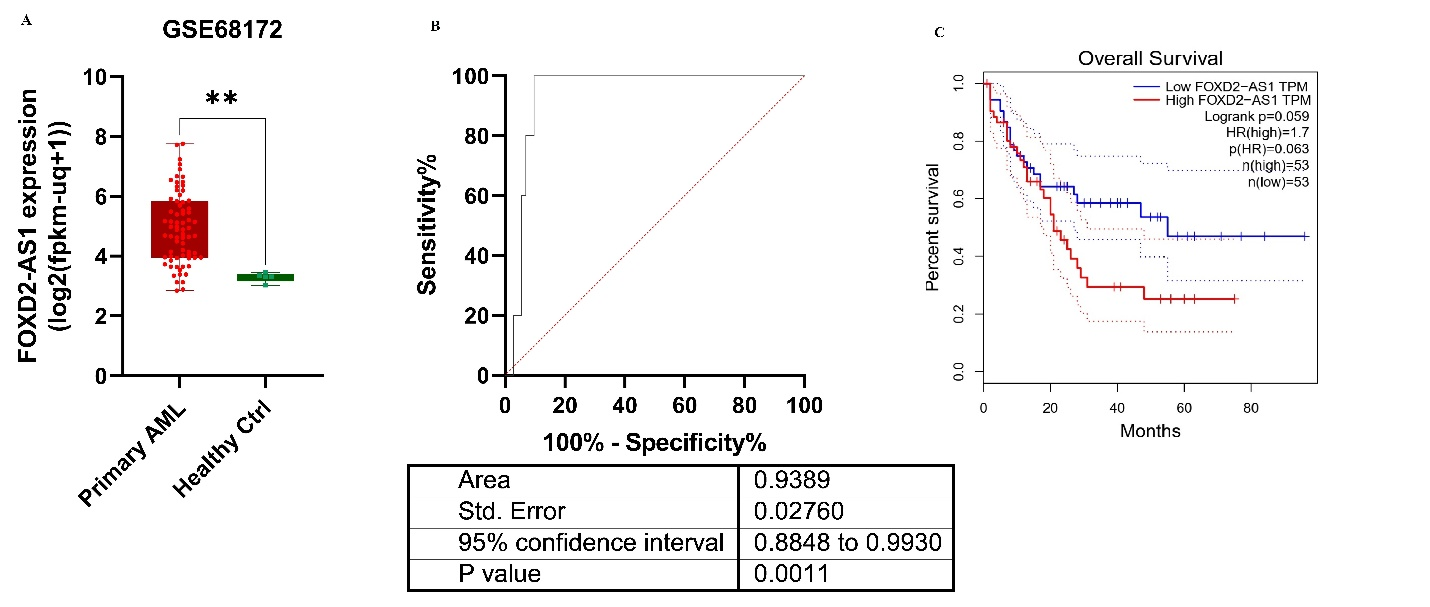 A
GSE68172
FOXD2-AS1 expression
(log2(fpkm-uq+1))
10
8
6
4
2
0
**
Primary AML
Healthy Ctrl
B
Sensitivity%
100
80
60
40
20
0
0 20 40 60 80 100
100% - Specificity%
Area 0.9389
Std. Error 0.02760
95% confidence interval 0.8848 to 0.9930
P value 0.0011
C
Overall Survival
Low FOXD2−AS1 TPM
High FOXD2−AS1 TPM
Logrank p=0.059
HR(high)=1.7
p(HR)=0.063
n(high)=53
n(low)=53
Percent survival
1.0
0.8
0.6
0.4
0.2
0.0
0 20 40 60 80
Months